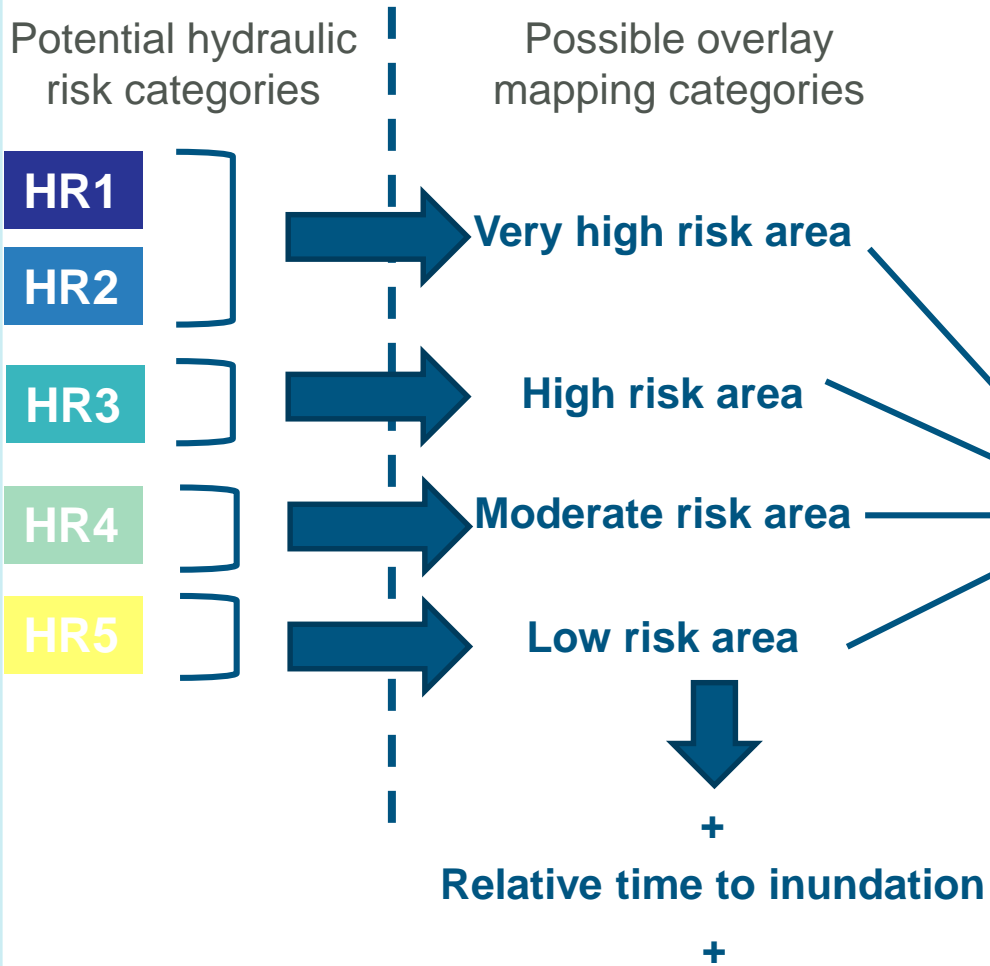 Potential hydraulic
risk categories
Possible overlay
mapping categories
HR1
HR2
Very high risk area
HR3
High risk area
HR4
Moderate risk area
HR5
Low risk area
+
Relative time to inundation
+